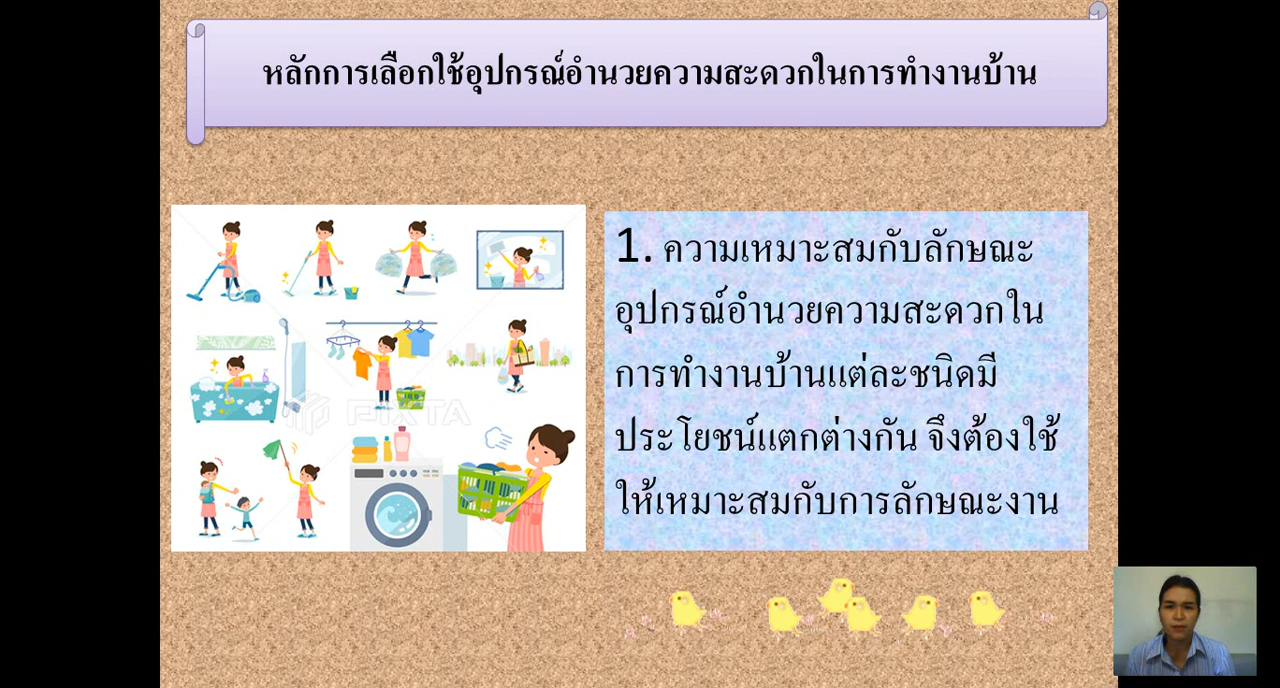 หลักการเลือกใช้อุปกรณ์อำนวยความสะดวกในการทำงานบ้าน
1. ความเหมาะสมกับลักษณะ
อุปกรณ์อำนวยความสะดวกใน
การทำงานบ้านแต่ละชนิดมี
ประโยชน์แตกต่างกัน จึงต้องใช้
ให้เหมาะสมกับการลักษณะงาน
PIXTA